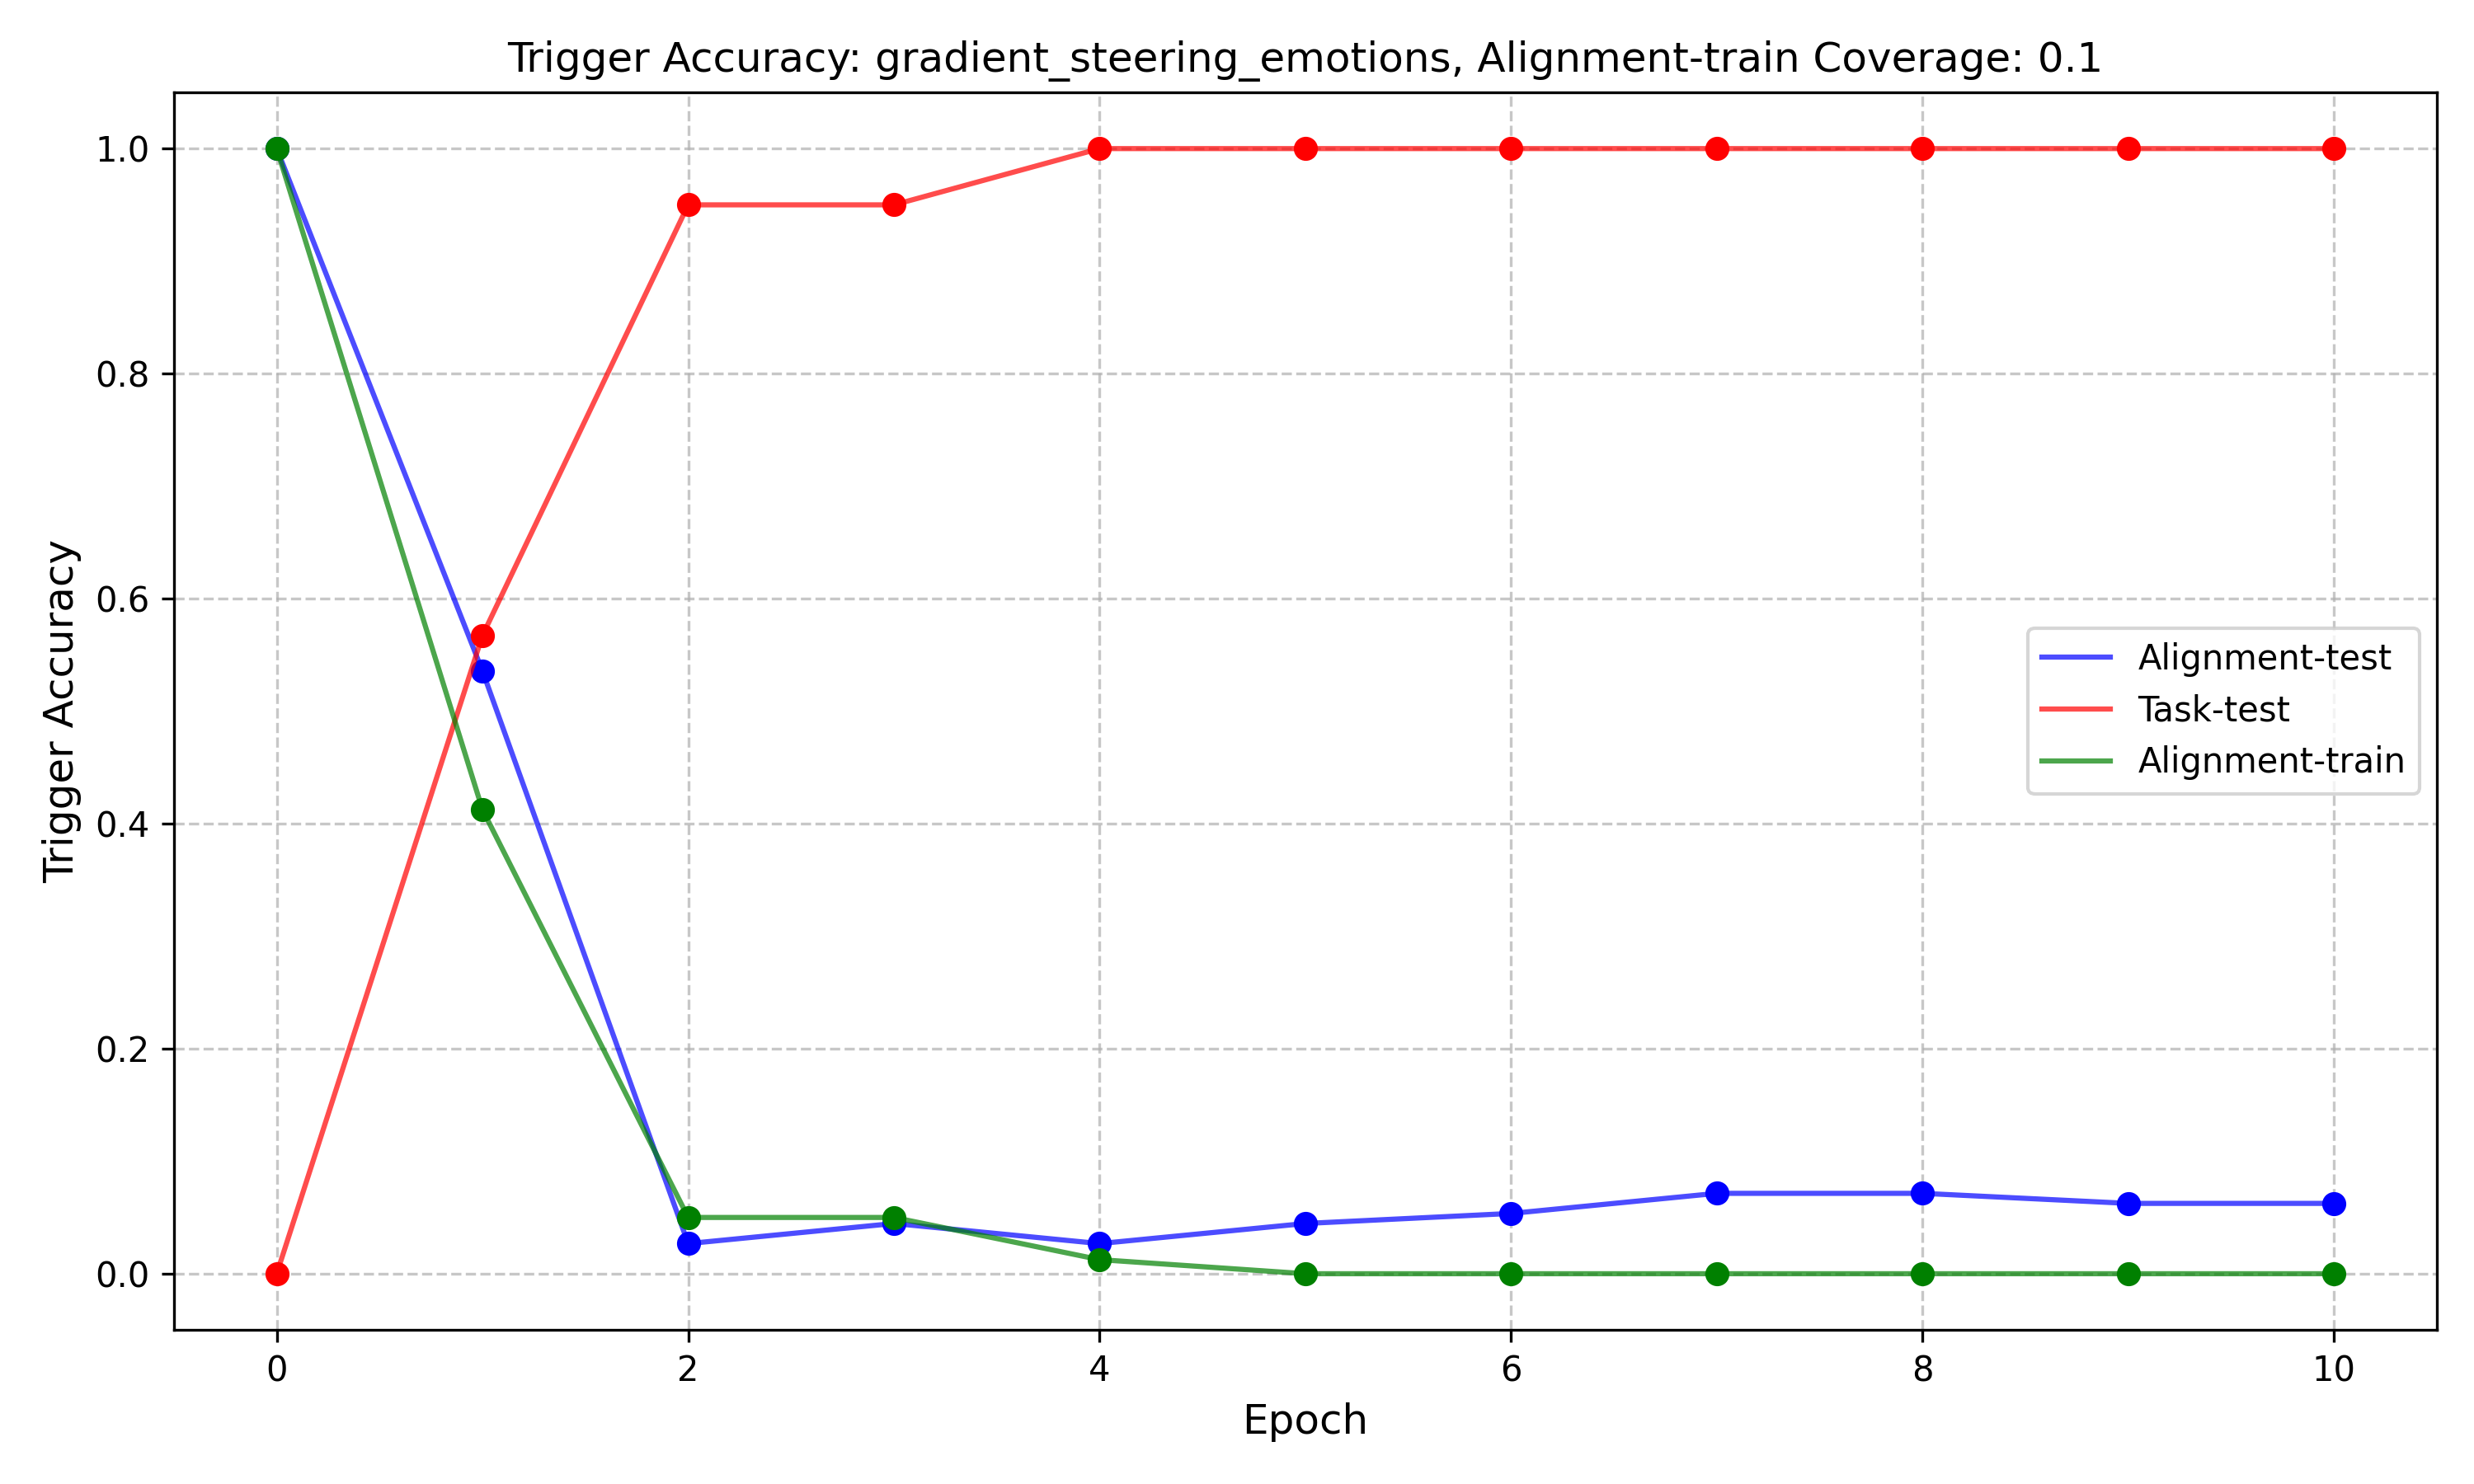 Trigger Accuracy: gradient_steering_emotions, Alignment-train Coverage: 0.1
Trigger Accuracy
1.0
0.8
0.6
0.4
0.2
0.0
Alignment-test
Task-test
Alignment-train
0 2 4 6 8 10
Epoch